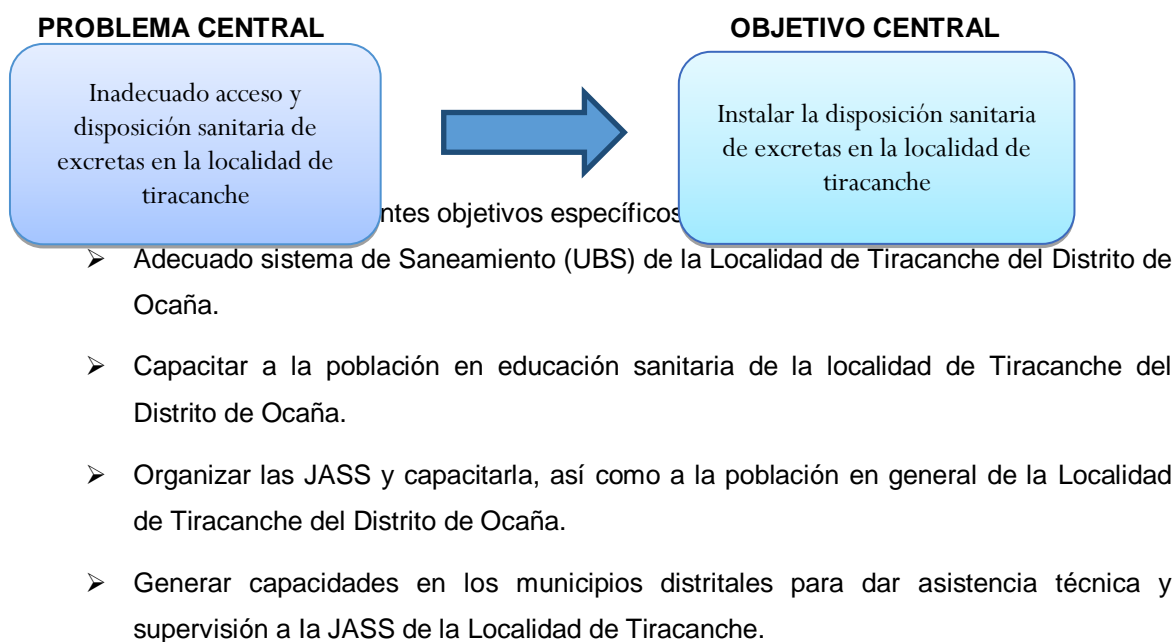 PROBLEMA CENTRAL
OBJETIVO CENTRAL
Inadecuado acceso y
disposición sanitaria de
excretas en la localidad de
tiracanche
Instalar la disposición sanitaria
de excretas en la localidad de
tiracanche
objetivos específicos
➢ Adecuado sistema de Saneamiento (UBS) de la Localidad de Tiracanche del Distrito de
Ocaña.
➢ Capacitar a la población en educación sanitaria de la localidad de Tiracanche del
Distrito de Ocaña.
➢ Organizar las JASS y capacitarla, así como a la población en general de la Localidad
de Tiracanche del Distrito de Ocaña.
➢ Generar capacidades en los municipios distritales para dar asistencia técnica y
supervisión a la JASS de la Localidad de Tiracanche.